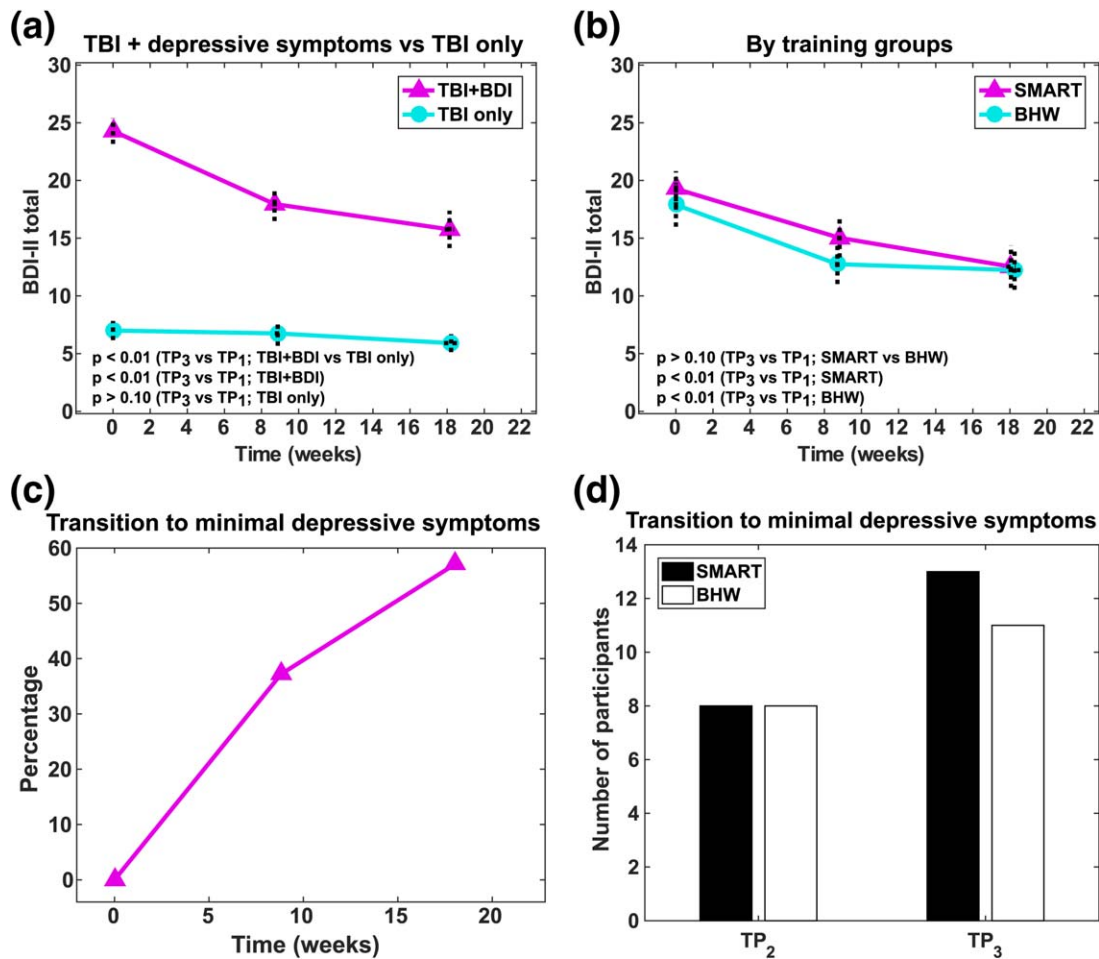 (a)
TBI + depressive symptoms vs TBI only
30
25
20
15
10
5
0
BDI-II total
TBI+BDI
TBI only
p < 0.01 (TP3 vs TP1; TBI+BDI vs TBI only)
p < 0.01 (TP3 vs TP1; TBI+BDI)
p > 0.10 (TP3 vs TP1; TBI only)
0 2 4 6 8 10 12 14 16 18 20 22
Time (weeks)
(b)
By training groups
30
25
20
15
10
5
0
BDI-II total
SMART
BHW
p > 0.10 (TP3 vs TP1; SMART vs BHW)
p < 0.01 (TP3 vs TP1; SMART)
p < 0.01 (TP3 vs TP1; BHW)
0 2 4 6 8 10 12 14 16 18 20 22
Time (weeks)
(c)
Transition to minimal depressive symptoms
60
50
40
30
20
10
0
Percentage
0 5 10 15 20
Time (weeks)
(d)
Transition to minimal depressive symptoms
14
12
10
8
6
4
2
0
Number of participants
SMART
BHW
TP2 TP3